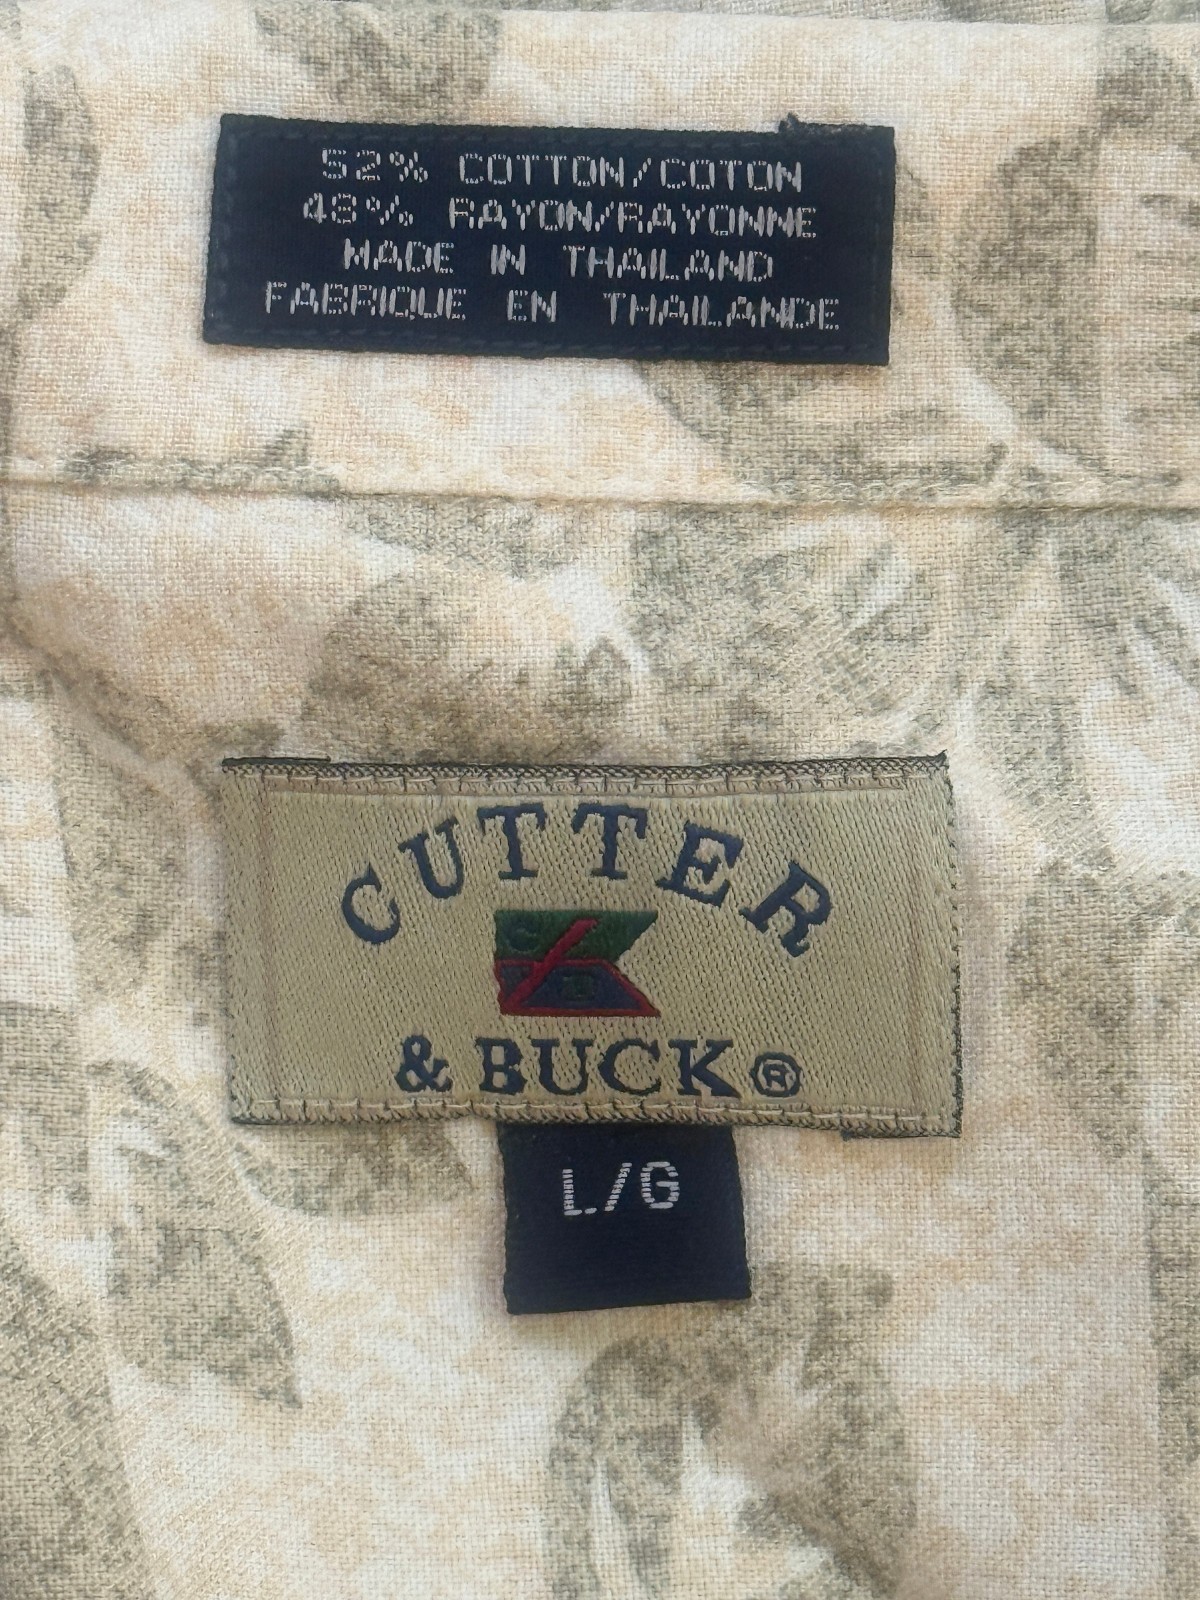 52% COTTON/COTON
48% RAYON/RAYONNE
MADE IN THAILAND
FABRIQUE EN THAILANDE
CUTTER
C
B
& BUCK®
L/G